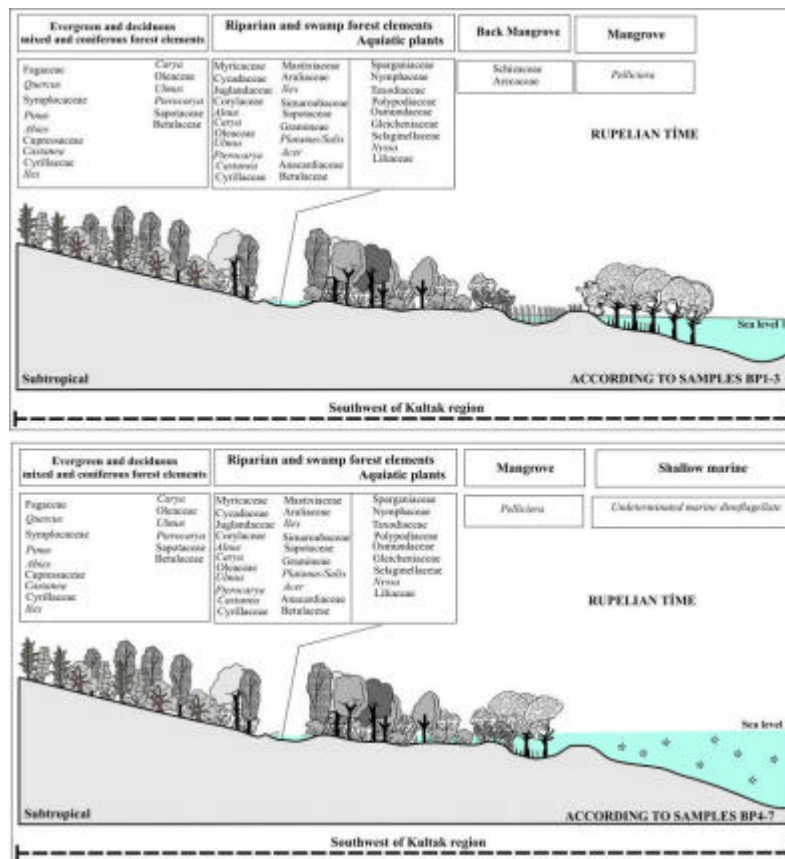 Evergreen and deciduous
mixed and coniferous forest elements
Riparian and swamp forest elements
Aquiatic plants
Back Mangrove
Mangrove
Fagaceae
Quercus
Symplocaceae
Pinus
Abies
Cupressaceae
Castanea
Cyrillaceae
Ilex
Carya
Oleaceae
Ulmus
Pterocarya
Sapotaceae
Betulaceae
Myricaceae
Cycadaceae
Juglandaceae
Corylaceae
Alnus
Carya
Oleaceae
Ulmus
Pterocarya
Castanea
Cyrillaceae
Mastixiaceae
Araliaceae
Ilex
Simaroubaceae
Sapotaceae
Gramineae
Platanus/Salix
Acer
Anacardiaceae
Betulaceae
Sparganiaceae
Nymphaceae
Taxodiaceae
Polypodiaceae
Osmundaceae
Gleicheniaceae
Selaginellaceae
Nyssa
Liliaceae
Schizaceae
Arecaceae
Pelliciera
RUPELIAN TİME
Sea level 1
Subtropical
ACCORDING TO SAMPLES BP1-3
Southwest of Kultak region
Evergreen and deciduous
mixed and coniferous forest elements
Riparian and swamp forest elements
Aquiatic plants
Mangrove
Shallow marine
Fagaceae
Quercus
Symplocaceae
Pinus
Abies
Cupressaceae
Castanea
Cyrillaceae
Ilex
Carya
Oleaceae
Ulmus
Pterocarya
Sapotaceae
Betulaceae
Myricaceae
Cycadaceae
Juglandaceae
Corylaceae
Alnus
Carya
Oleaceae
Ulmus
Pterocarya
Castanea
Cyrillaceae
Mastixiaceae
Araliaceae
Ilex
Simaroubaceae
Sapotaceae
Gramineae
Platanus/Salix
Acer
Anacardiaceae
Betulaceae
Sparganiaceae
Nymphaceae
Taxodiaceae
Polypodiaceae
Osmundaceae
Gleicheniaceae
Selaginellaceae
Nyssa
Liliaceae
Pelliciera
Undeterminated marine dinoflagellate
RUPELIAN TİME
Sea level
Subtropical
ACCORDING TO SAMPLES BP4-7
Southwest of Kultak region